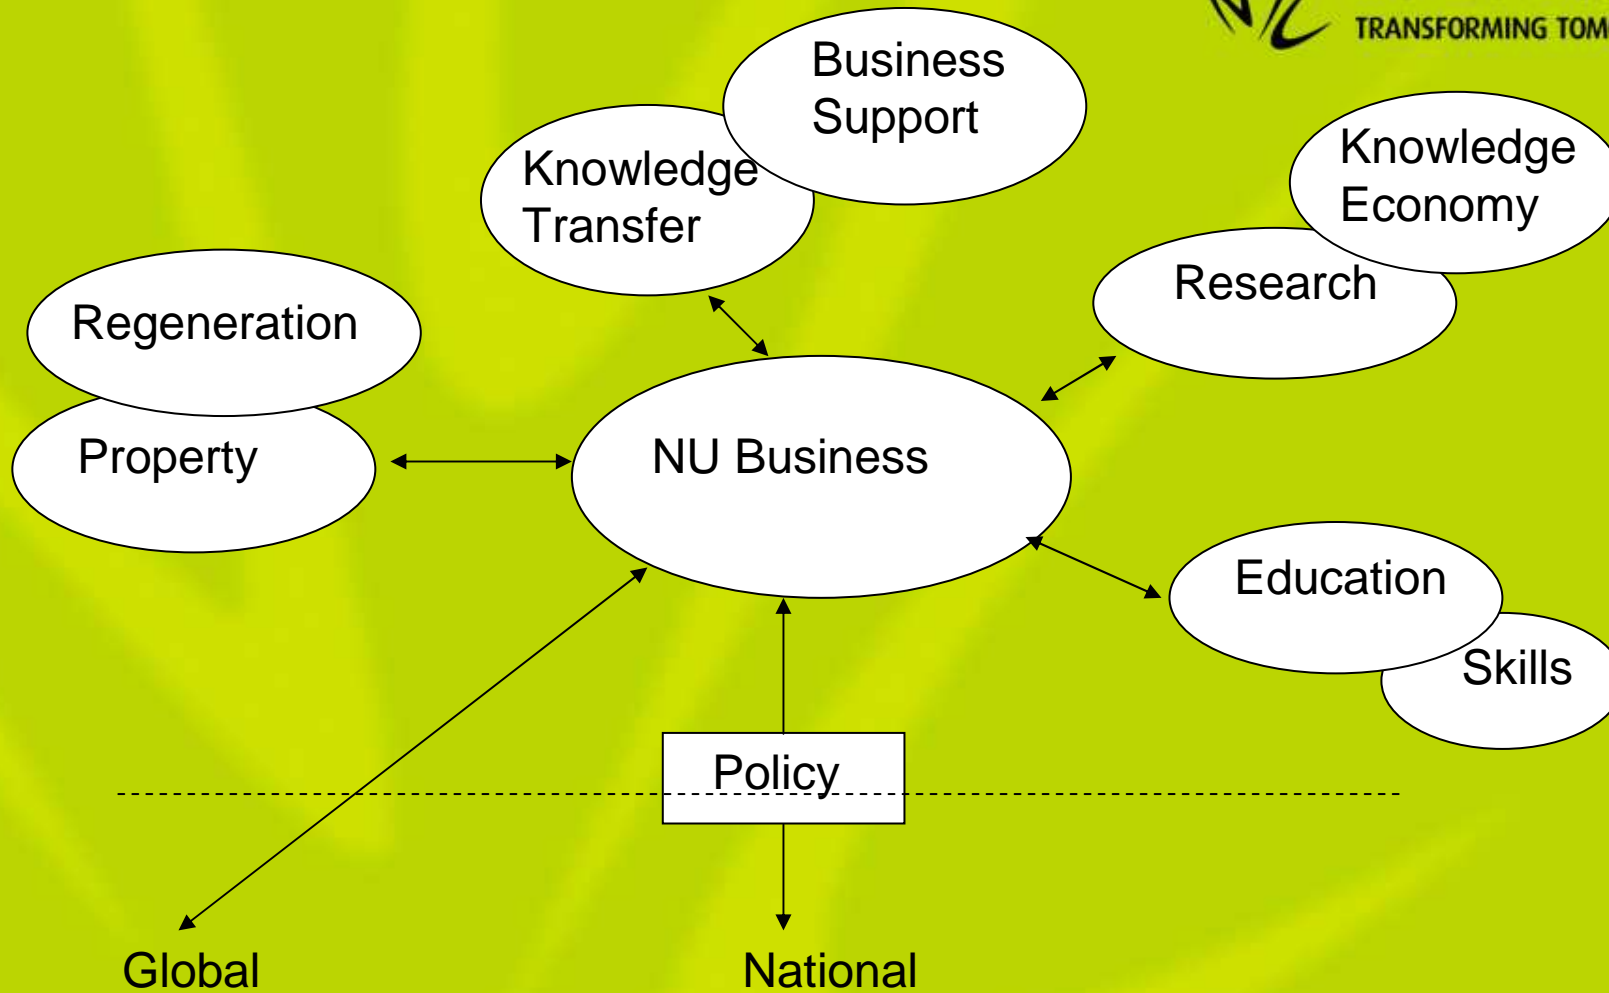 TRANSFORMING TOM
Business
Support
Knowledge
Transfer
Knowledge
Economy
Research
Regeneration
Property
NU Business
Education
Skills
Policy
Global
National